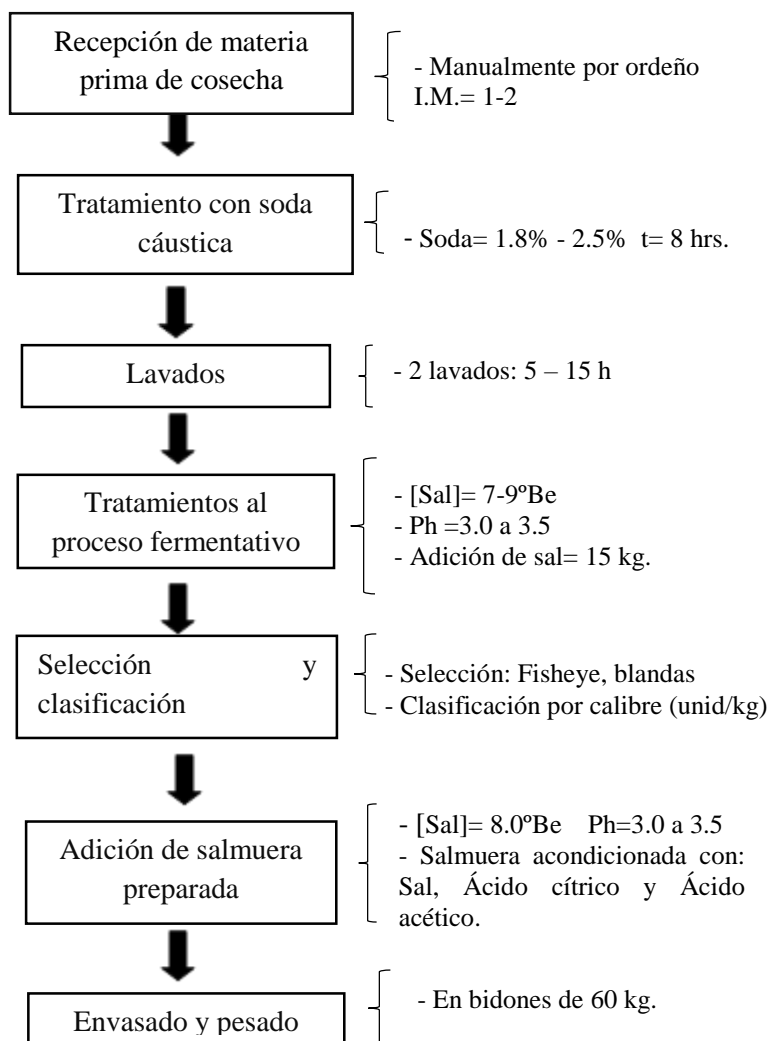 Recepción de materia
prima de cosecha
- Manualmente por ordeño
I.M.= 1-2
Tratamiento con soda
cáustica
- Soda= 1.8% - 2.5% t= 8 hrs.
Lavados
- 2 lavados: 5 – 15 h
Tratamientos al
proceso fermentativo
- [Sal]= 7-9ºBe
- Ph =3.0 a 3.5
- Adición de sal= 15 kg.
Selección y
clasificación
- Selección: Fisheye, blandas
- Clasificación por calibre (unid/kg)
Adición de salmuera
preparada
- [Sal]= 8.0ºBe Ph=3.0 a 3.5
- Salmuera acondicionada con:
Sal, Ácido cítrico y Ácido
acético.
Envasado y pesado
- En bidones de 60 kg.